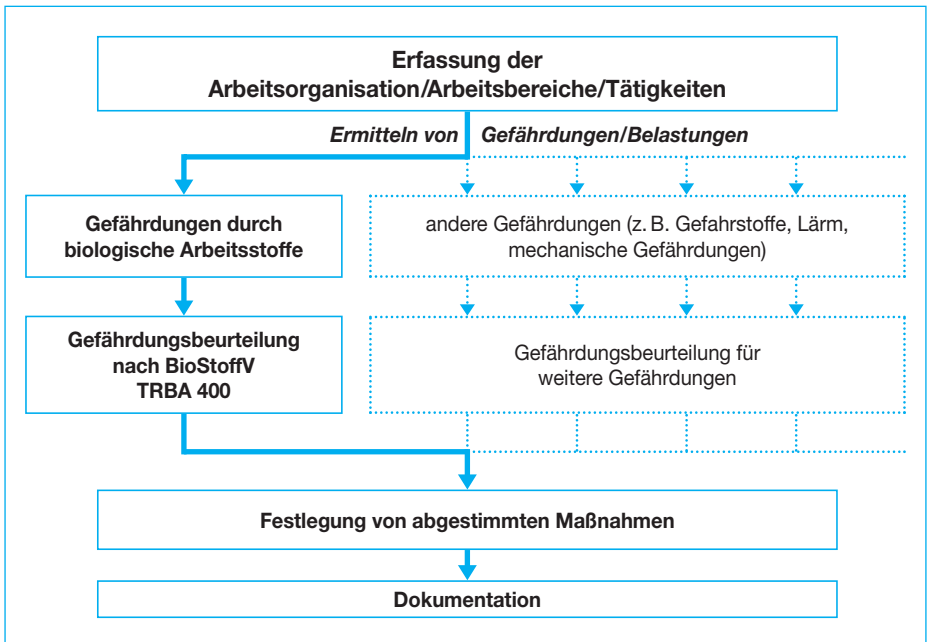 Erfassung der
Arbeitsorganisation/Arbeitsbereiche/Tätigkeiten
Ermitteln von Gefährdungen/Belastungen
Gefährdungen durch
biologische Arbeitsstoffe
andere Gefährdungen (z. B. Gefahrstoffe, Lärm,
mechanische Gefährdungen)
Gefährdungsbeurteilung
nach BioStoffV
TRBA 400
Gefährdungsbeurteilung für
weitere Gefährdungen
Festlegung von abgestimmten Maßnahmen
Dokumentation